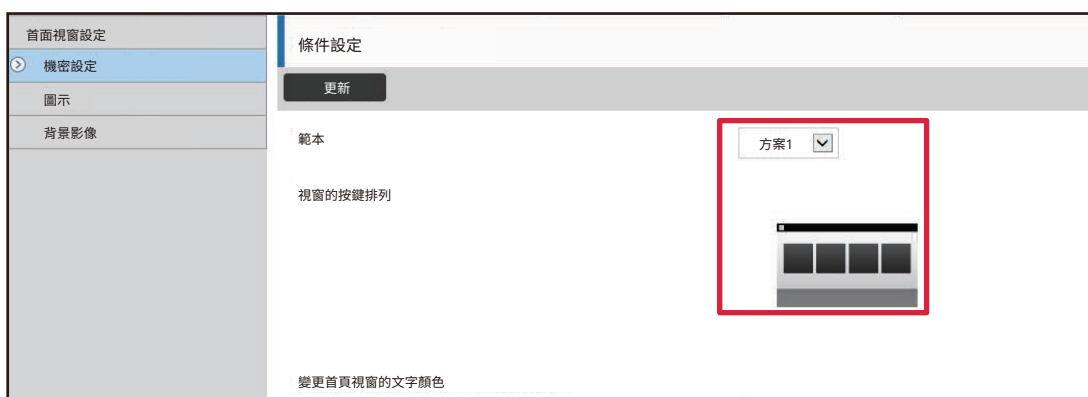 首面視窗設定
機密設定
圖示
背景影像
條件設定
更新
範本
方案1
視窗的按鍵排列
變更首頁視窗的文字顏色